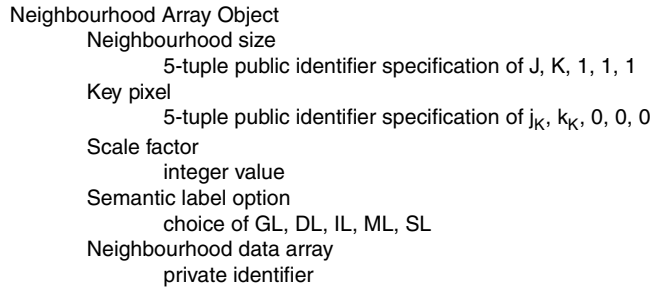 Neighbourhood Array Object
Neighbourhood size
5-tuple public identifier specification of J, K, 1, 1, 1
Key pixel
5-tuple public identifier specification of jK, kK, 0, 0, 0
Scale factor
integer value
Semantic label option
choice of GL, DL, IL, ML, SL
Neighbourhood data array
private identifier